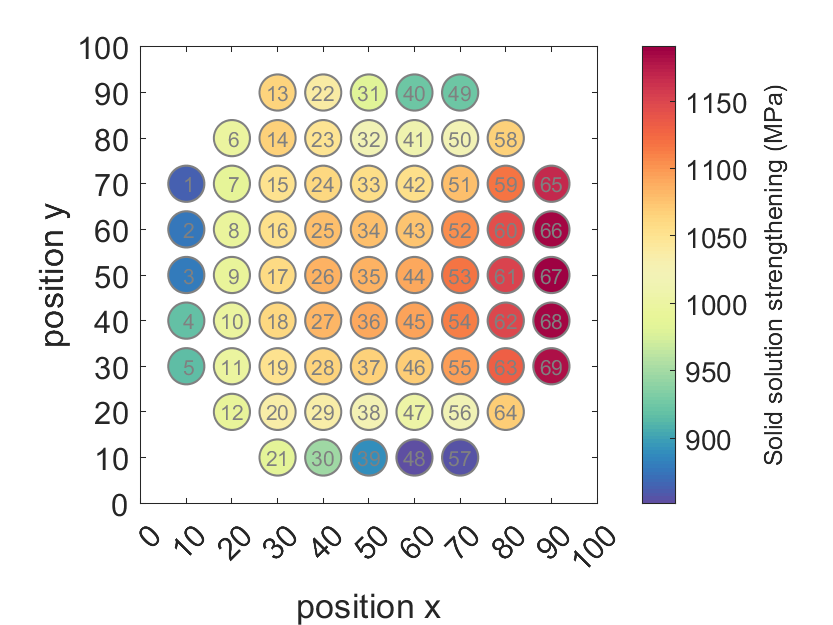 100
90
80
70
60
50
40
30
20
10
0
position y
13 22 31 40 49
6 14 23 32 41 50 58
1 7 15 24 33 42 51 59 65
2 8 16 25 34 43 52 60 66
3 9 17 26 35 44 53 61 67
4 10 18 27 36 45 54 62 68
5 11 19 28 37 46 55 63 69
12 20 29 38 47 56 64
21 30 39 48 57
0 10 20 30 40 50 60 70 80 90 100
position x
1150
1100
1050
1000
950
900
Solid solution strengthening (MPa)